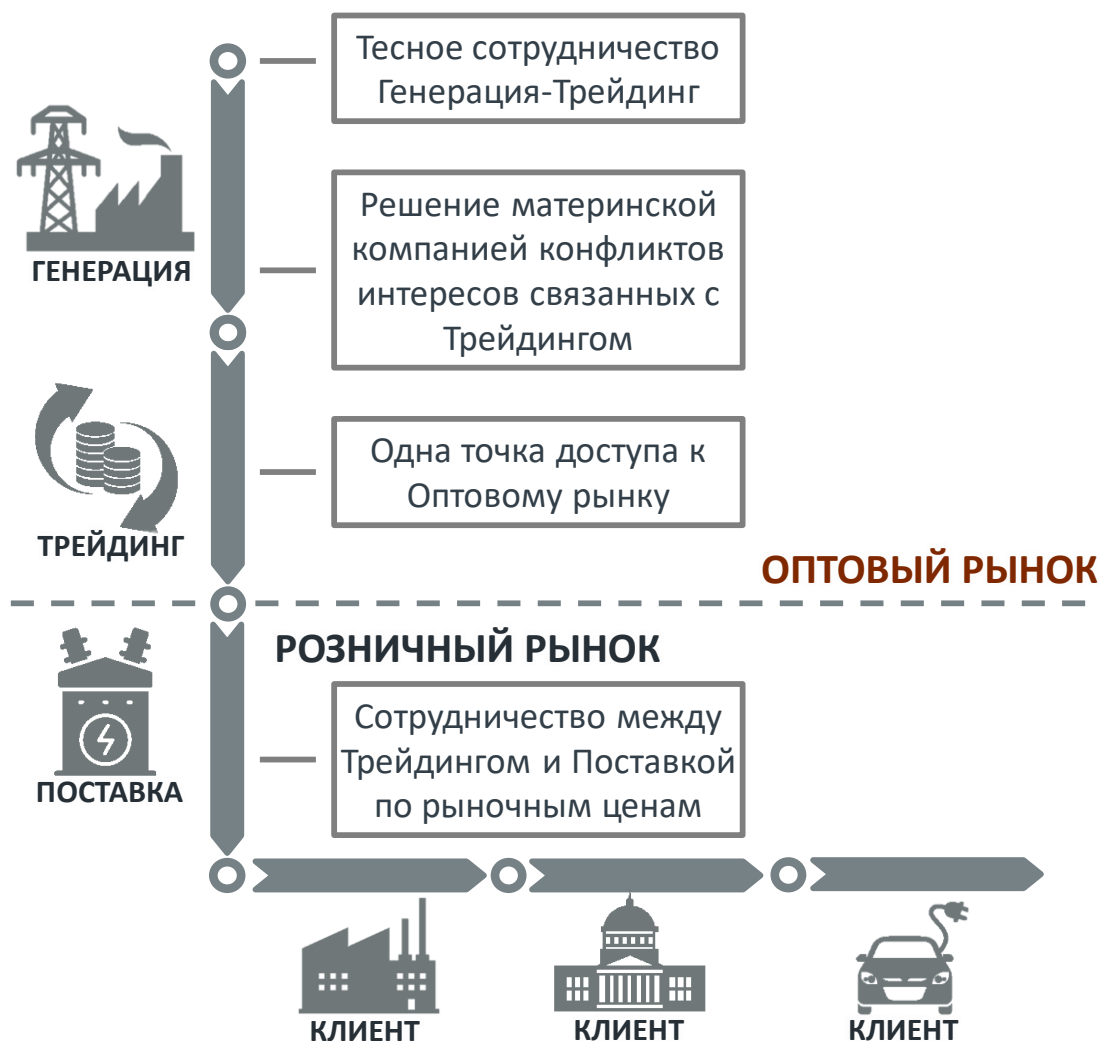 Тесное сотрудничество
Генерация-Трейдинг
ГЕНЕРАЦИЯ
Решение материнской
компанией конфликтов
интересов связанных с
Трейдингом
ТРЕЙДИНГ
Одна точка доступа к
Оптовому рынку
ОПТОВЫЙ РЫНОК
РОЗНИЧНЫЙ РЫНОК
ПОСТАВКА
Сотрудничество между
Трейдингом и Поставкой
по рыночным ценам
КЛИЕНТ
КЛИЕНТ
КЛИЕНТ